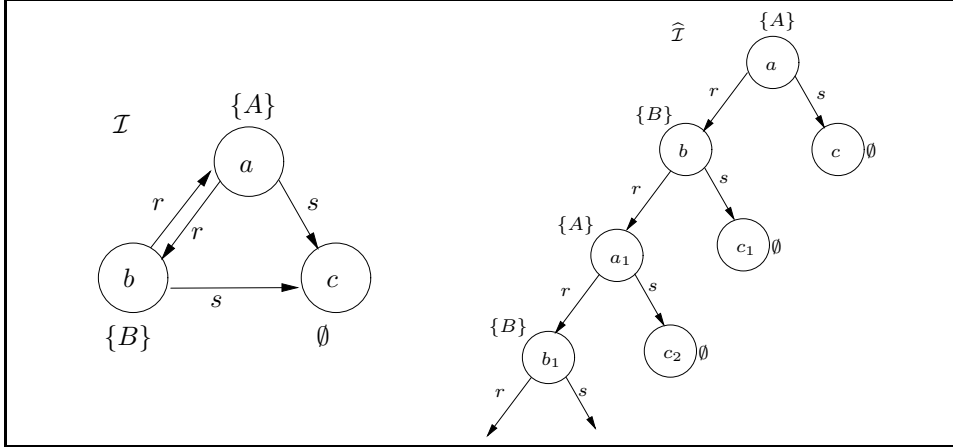 𝓘
{A}
a
r
r
s
b
s
c
{B}
∅
𝓘̂
{A}
a
r
s
{B}
b
c
∅
r
s
{A}
a₁
c₁
∅
r
s
{B}
b₁
c₂
∅
r
s